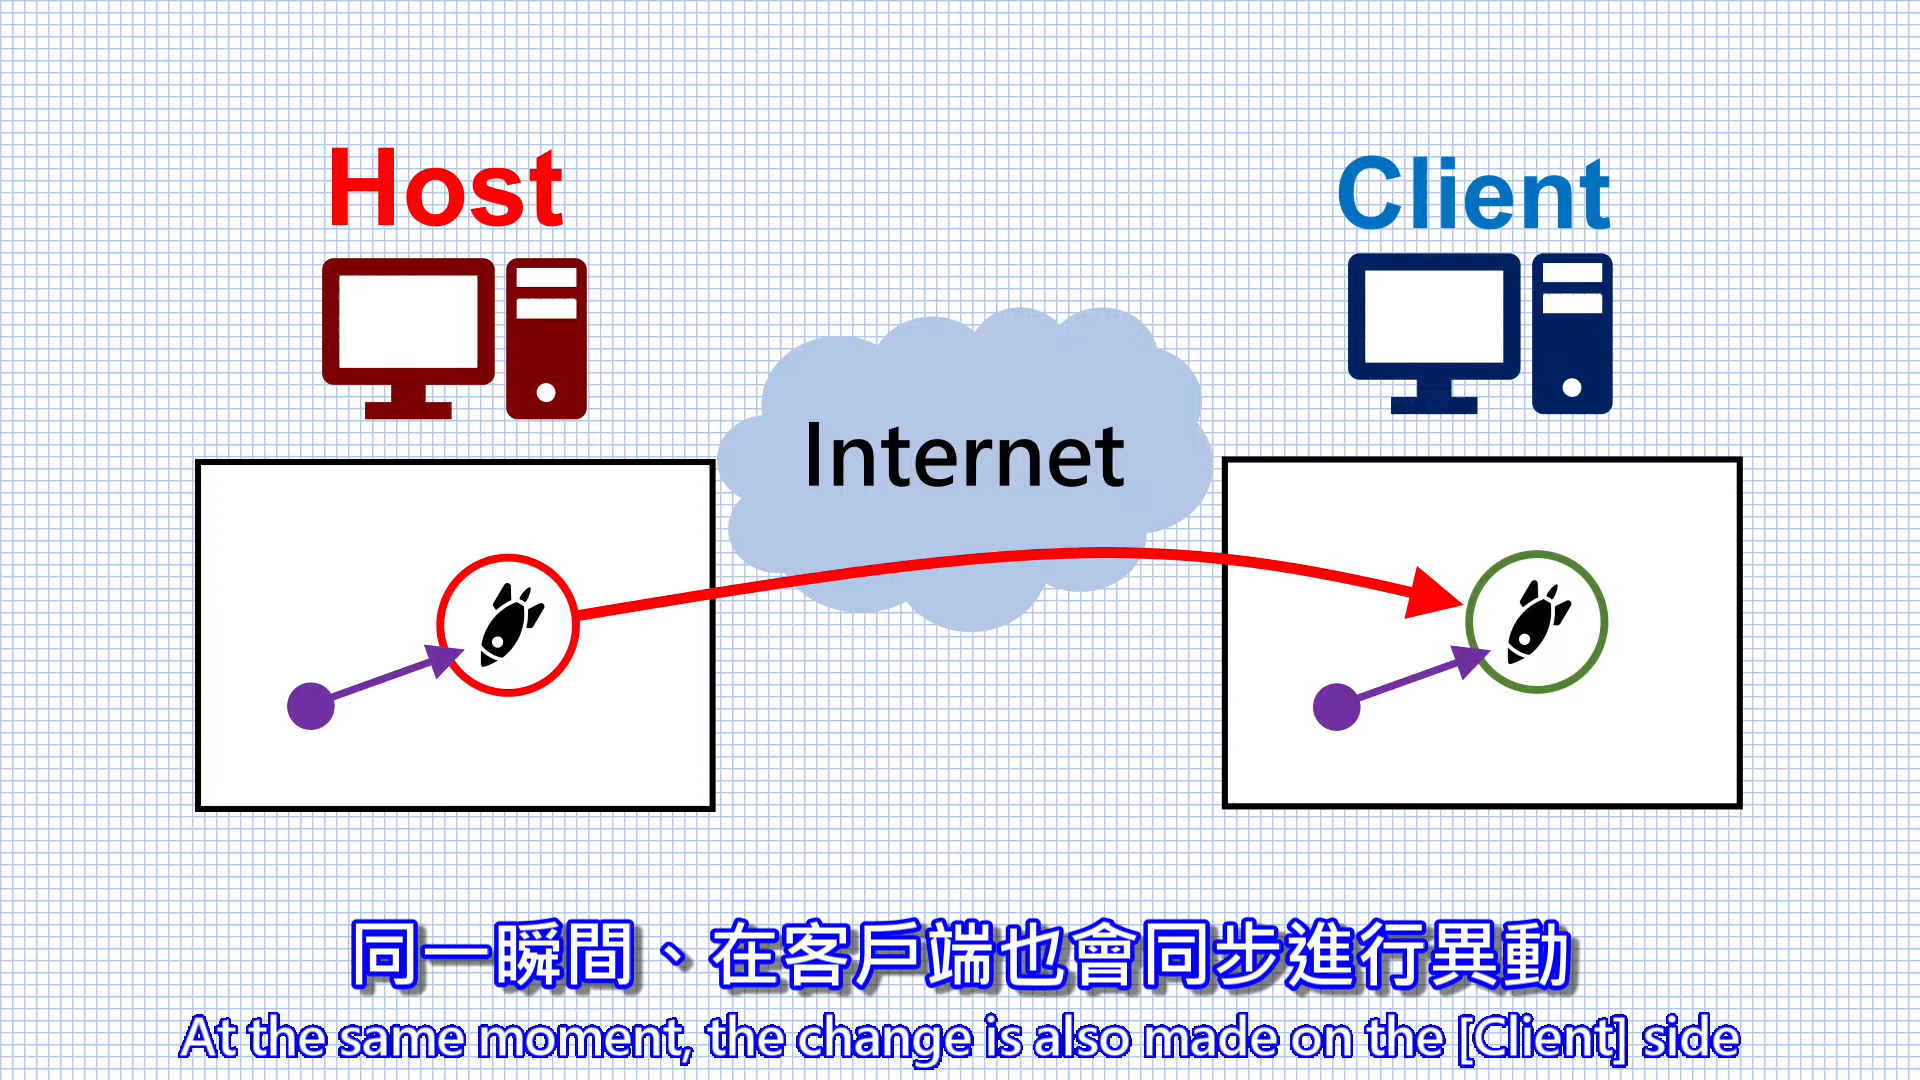 Host
Client
Internet
同一瞬間、在客戶端也會同步進行異動
At the same moment, the change is also made on the [Client] side